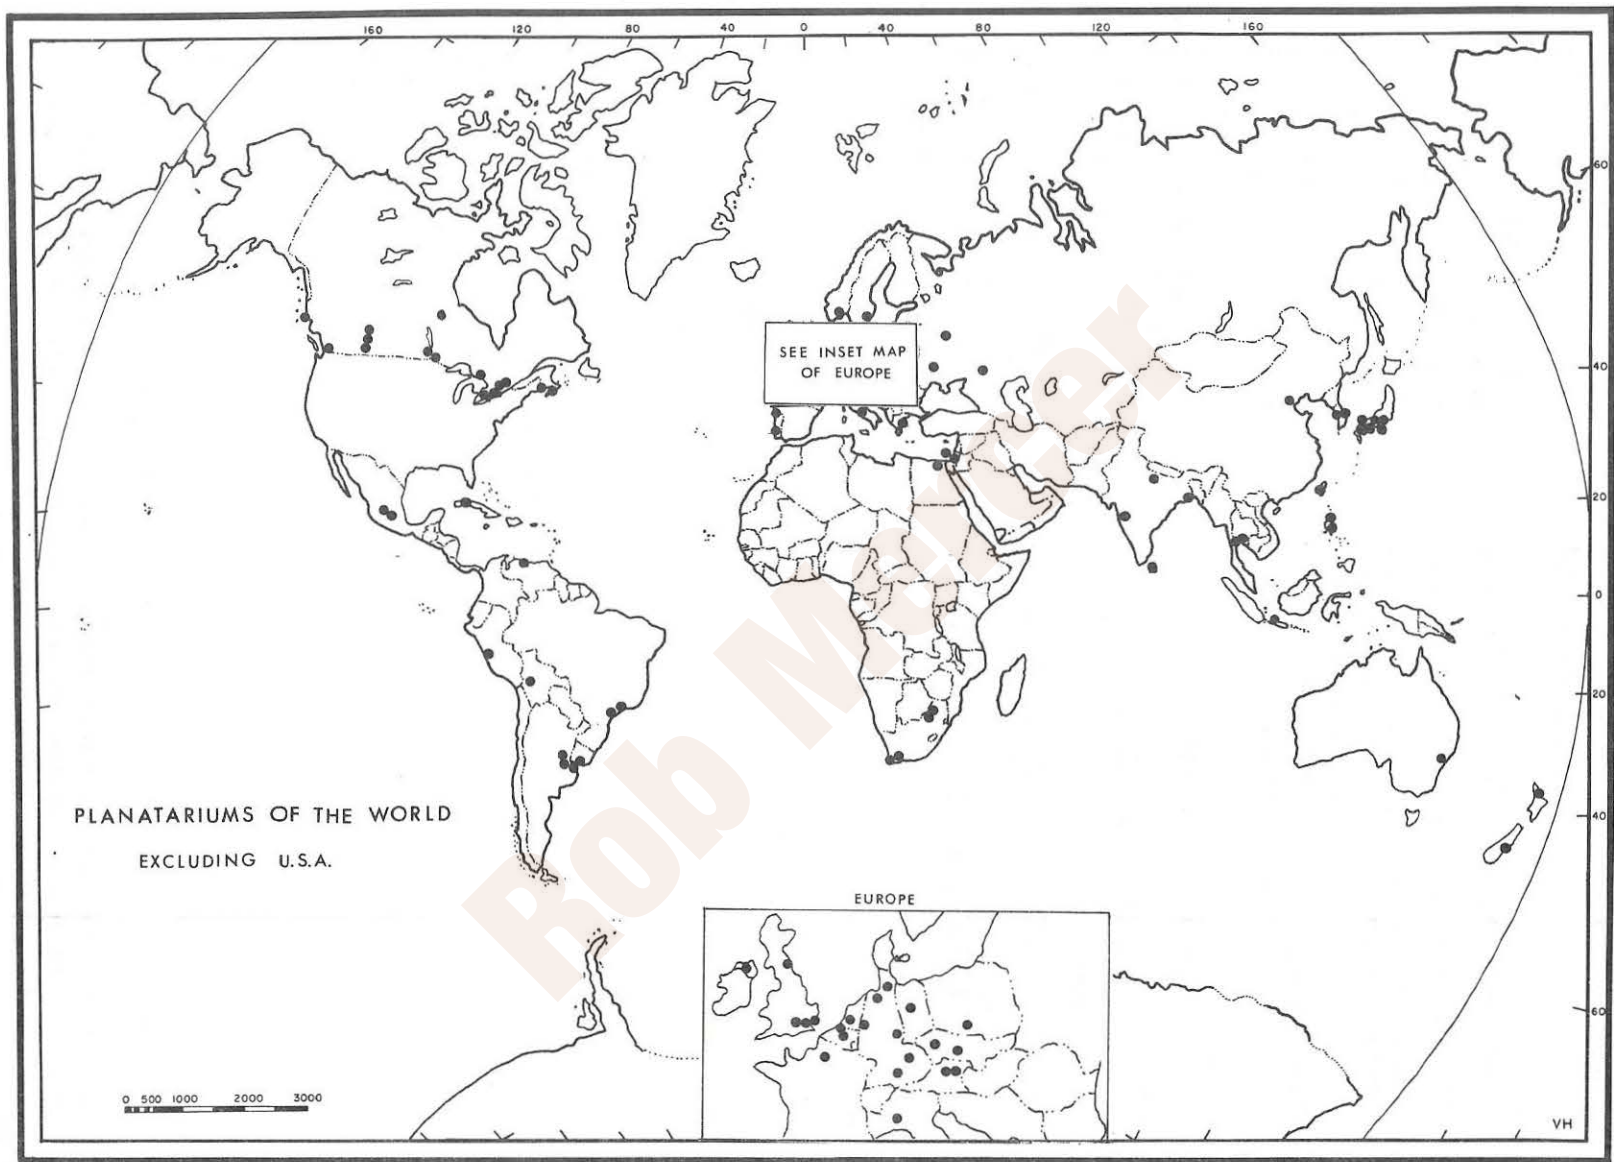 160 120 80 40 0 40 80 120 160
60
SEE INSET MAP
OF EUROPE
40
20
0
20
PLANATARIUMS OF THE WORLD
40
EXCLUDING U.S.A.
EUROPE
60
0 500 1000 2000 3000
VH
Rob Mercer